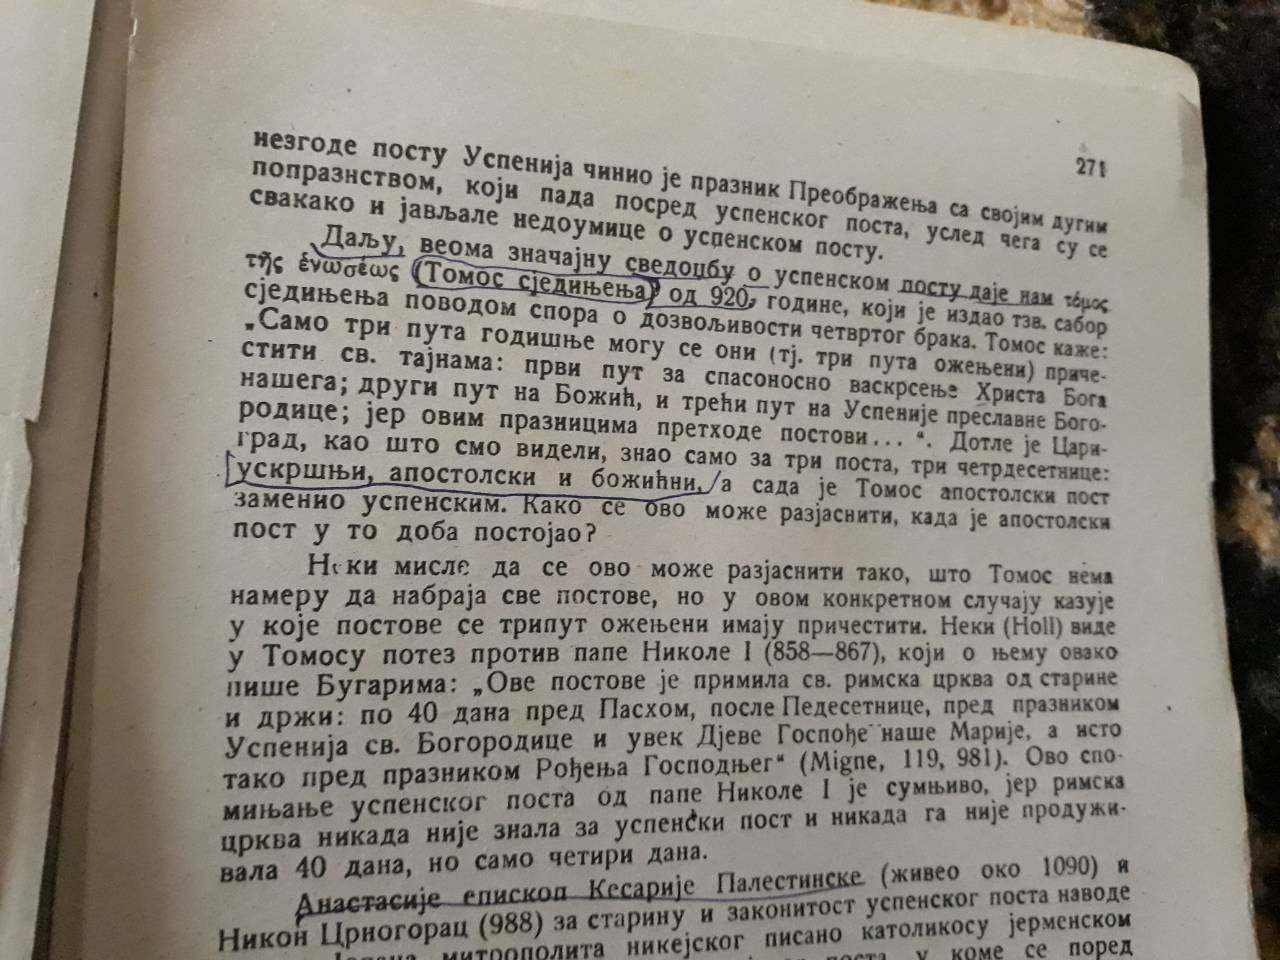 271
незгоде посту Успенија чинио је празник Преображења са својим дугим
попразнством, који пада посред успенског поста, услед чега су се
свакако и јављале недоумице о успенском посту.
Даљу, веома значајну сведоџбу о успенском посту даје нам τόμος
τῆς ἑνωσέως (Томос сједињења) од 920, године, који је издао тзв. сабор
сједињења поводом спора о дозвољивости четвртог брака. Томос каже:
„Само три пута годишње могу се они (тј. три пута ожењени) приче-
стити св. тајнама: први пут за спасоносно васкрсење Христа Бога
нашега; други пут на Божић, и трећи пут на Успеније преславне Бого-
родице; јер овим празницима претходе постови... “. Дотле је Цари-
град, као што смо видели, знао само за три поста, три четрдесетнице:
ускршњи, апостолски и божићни, а сада је Томос апостолски пост
заменио успенским. Како се ово може разјаснити, када је апостолски
пост у то доба постојао?
Неки мисле да се ово може разјаснити тако, што Томос нема
намеру да набраја све постове, но у овом конкретном случају казује
у које постове се трипут ожењени имају причестити. Неки (Holl) виде
у Томосу потез против папе Николе I (858—867), који о њему овако
пише Бугарима: „Ове постове је примила св. римска црква од старине
и држи: по 40 дана пред Пасхом, после Педесетнице, пред празником
Успенија св. Богородице и увек Дјеве Госпође наше Марије, а исто
тако пред празником Рођења Господњег“ (Migne, 119, 981). Ово спо-
мињање успенског поста од папе Николе I је сумњиво, јер римска
црква никада није знала за успенски пост и никада га није продужи-
вала 40 дана, но само четири дана.
Анастасије епископ Кесарије Палестинске (живео око 1090) и
Никон Црногорац (988) за старину и законитост успенског поста наводе
митрополита никејског писано католикосу јерменском
поста, у коме се поред